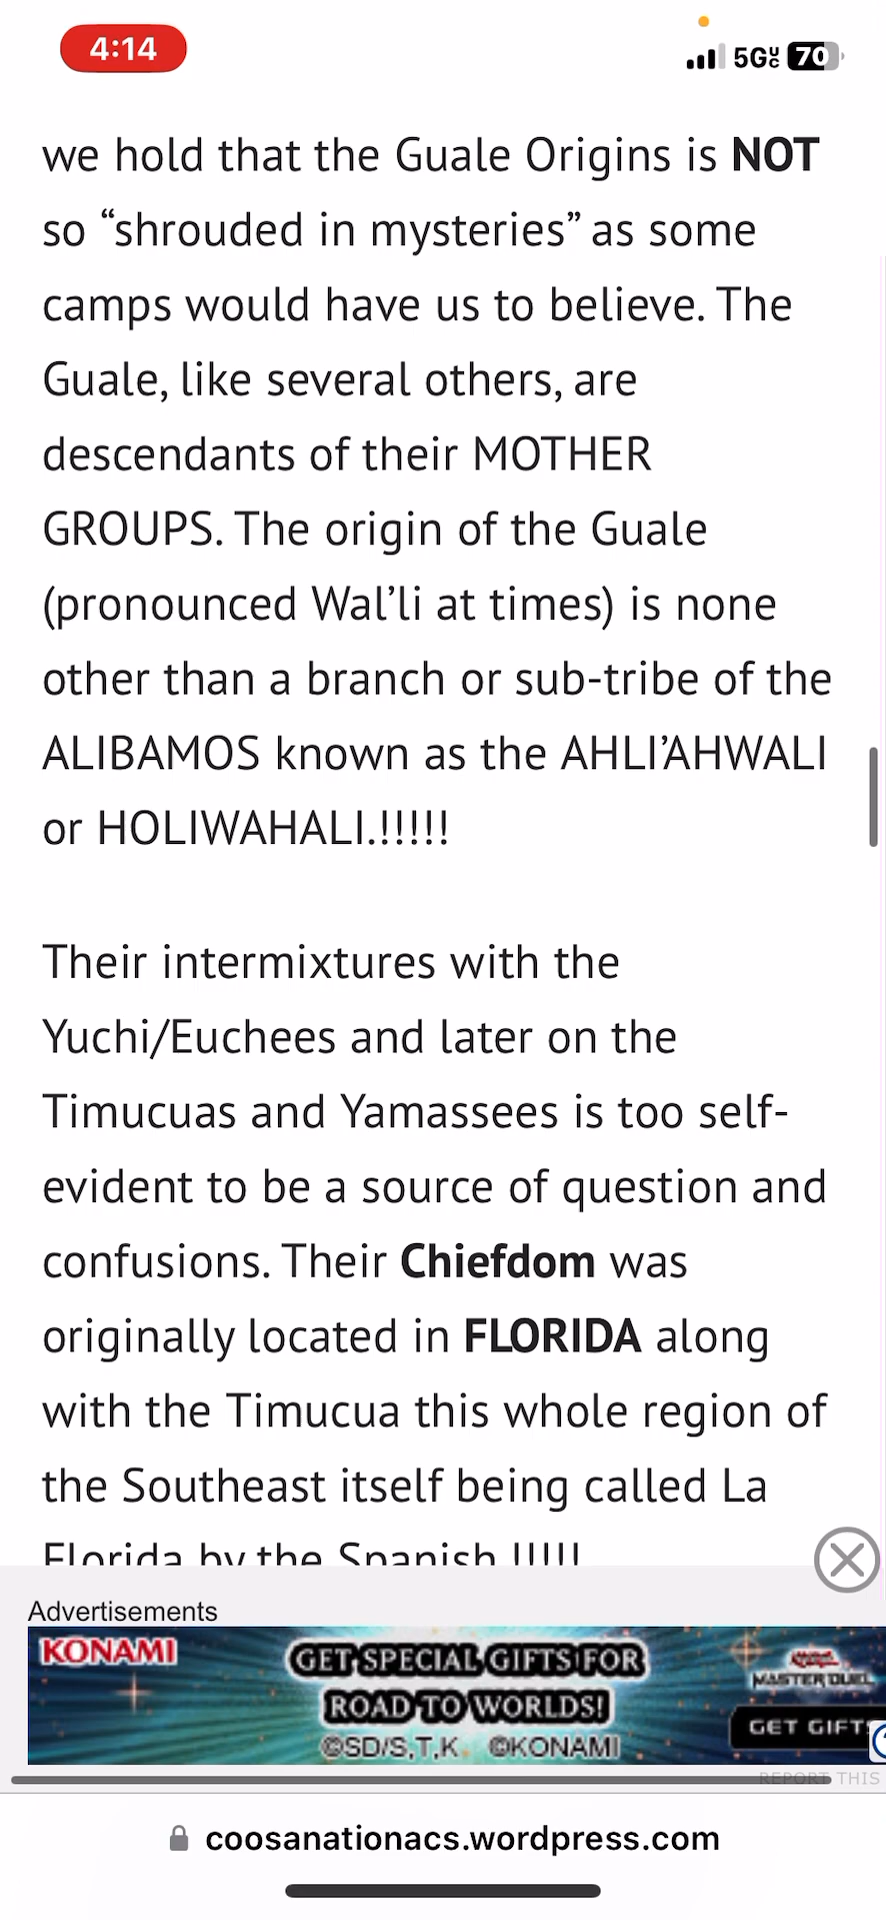 4:14
5G 70
we hold that the Guale Origins is NOT
so “shrouded in mysteries” as some
camps would have us to believe. The
Guale, like several others, are
descendants of their MOTHER
GROUPS. The origin of the Guale
(pronounced Wal’li at times) is none
other than a branch or sub-tribe of the
ALIBAMOS known as the AHLI’AHWALI
or HOLIWAHALI.!!!!!
Their intermixtures with the
Yuchi/Euchees and later on the
Timucuas and Yamassees is too self-
evident to be a source of question and
confusions. Their Chiefdom was
originally located in FLORIDA along
with the Timucua this whole region of
the Southeast itself being called La
Florida by the Spanish !!!!!
Advertisements
KONAMI
GET SPECIAL GIFTS FOR
ROAD TO WORLDS!
©SD/S,T,K ©KONAMI
MASTER DUEL
GET GIFT
REPORT THIS
coosanationacs.wordpress.com